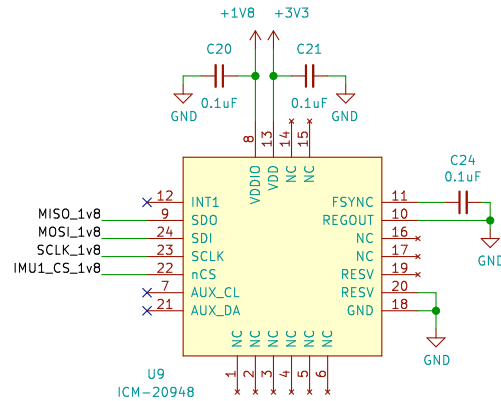 +1V8 +3V3
C20 C21
0.1uF 0.1uF
GND GND
8 13 14 15
VDDIO VDD NC NC
C24
0.1uF
12 INT1 FSYNC 11
MISO_1v8 9 SDO REGOUT 10
MOSI_1v8 24 SDI NC 16
SCLK_1v8 23 SCLK NC 17
IMU1_CS_1v8 22 nCS RESV 19
GND
7 AUX_CL RESV 20
21 AUX_DA GND 18
NC NC NC NC NC NC
GND
1 2 3 4 5 6
U9
ICM-20948